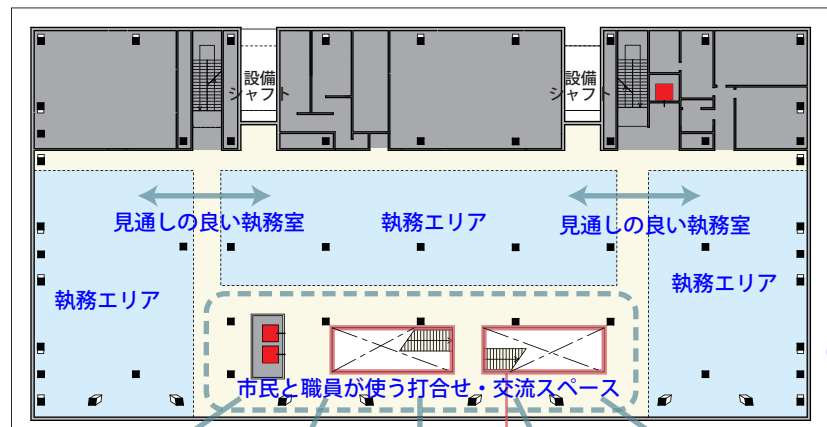 設備
シャフト
設備
シャフト
見通しの良い執務室
執務エリア
見通しの良い執務室
執務エリア
執務エリア
市民と職員が使う打合せ・交流スペース